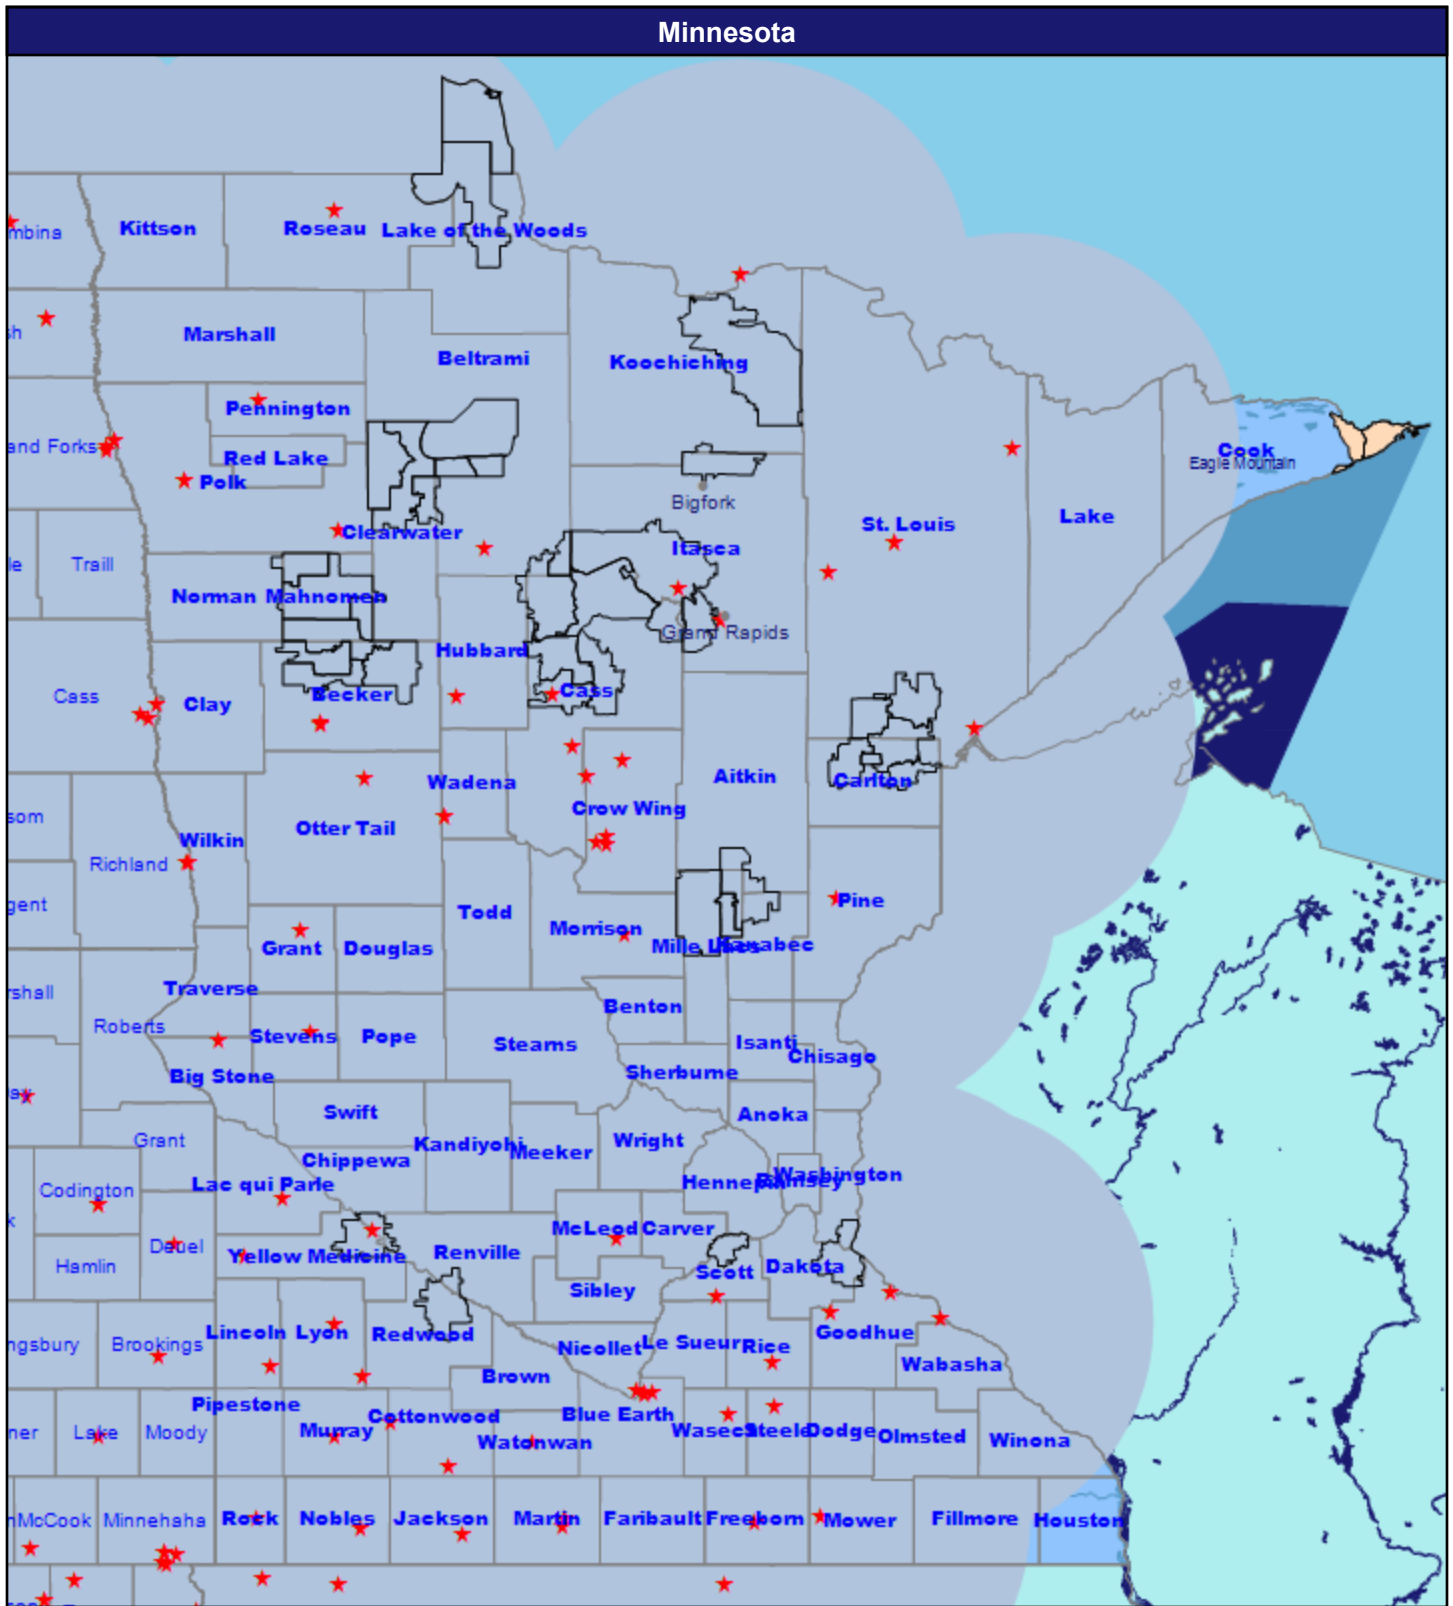 Minnesota
mbina
Kittson
Roseau
Lake of the Woods
sh
Marshall
Beltrami
Koochiching
Pennington
and Forks
Red Lake
Polk
Cook
Eagle Mountain
Bigfork
Clearwater
St. Louis
Lake
le
Traill
Itasca
Norman
Mahnomen
Grand Rapids
Hubbard
Cass
Clay
Becker
Cass
Wadena
Aitkin
Carlton
som
Otter Tail
Crow Wing
Richland
Wilkin
gent
Todd
Pine
Morrison
Grant
Douglas
Mille Lacs
Kanabec
rshall
Traverse
Roberts
Stevens
Pope
Benton
Stearns
Isanti
Chisago
Big Stone
Sherburne
Swift
Anoka
Grant
Kandiyohi
Meeker
Wright
Chippewa
Codington
Lac qui Parle
Hennepin
Ramsey
Washington
k
McLeod
Carver
Deuel
Yellow Medicine
Renville
Hamlin
Scott
Dakota
Sibley
ngsbury
Brookings
Lincoln
Lyon
Redwood
Nicollet
Le Sueur
Rice
Goodhue
Wabasha
Brown
Pipestone
Cottonwood
Blue Earth
ner
Lake
Moody
Murray
Watonwan
Waseca
Steele
Dodge
Olmsted
Winona
McCook
Minnehaha
Rock
Nobles
Jackson
Martin
Faribault
Freeborn
Mower
Fillmore
Houston